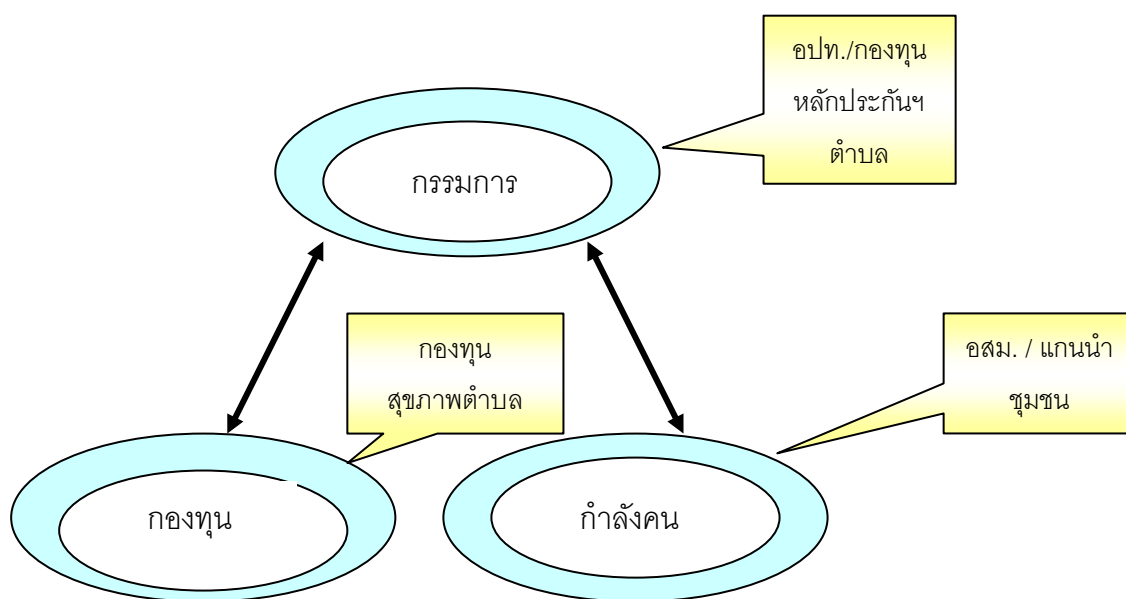 อปท./กองทุน
หลักประกันฯ
ตำบล
กรรมการ
กองทุน
สุขภาพตำบล
อสม. / แกนนำ
ชุมชน
กองทุน
กำลังคน